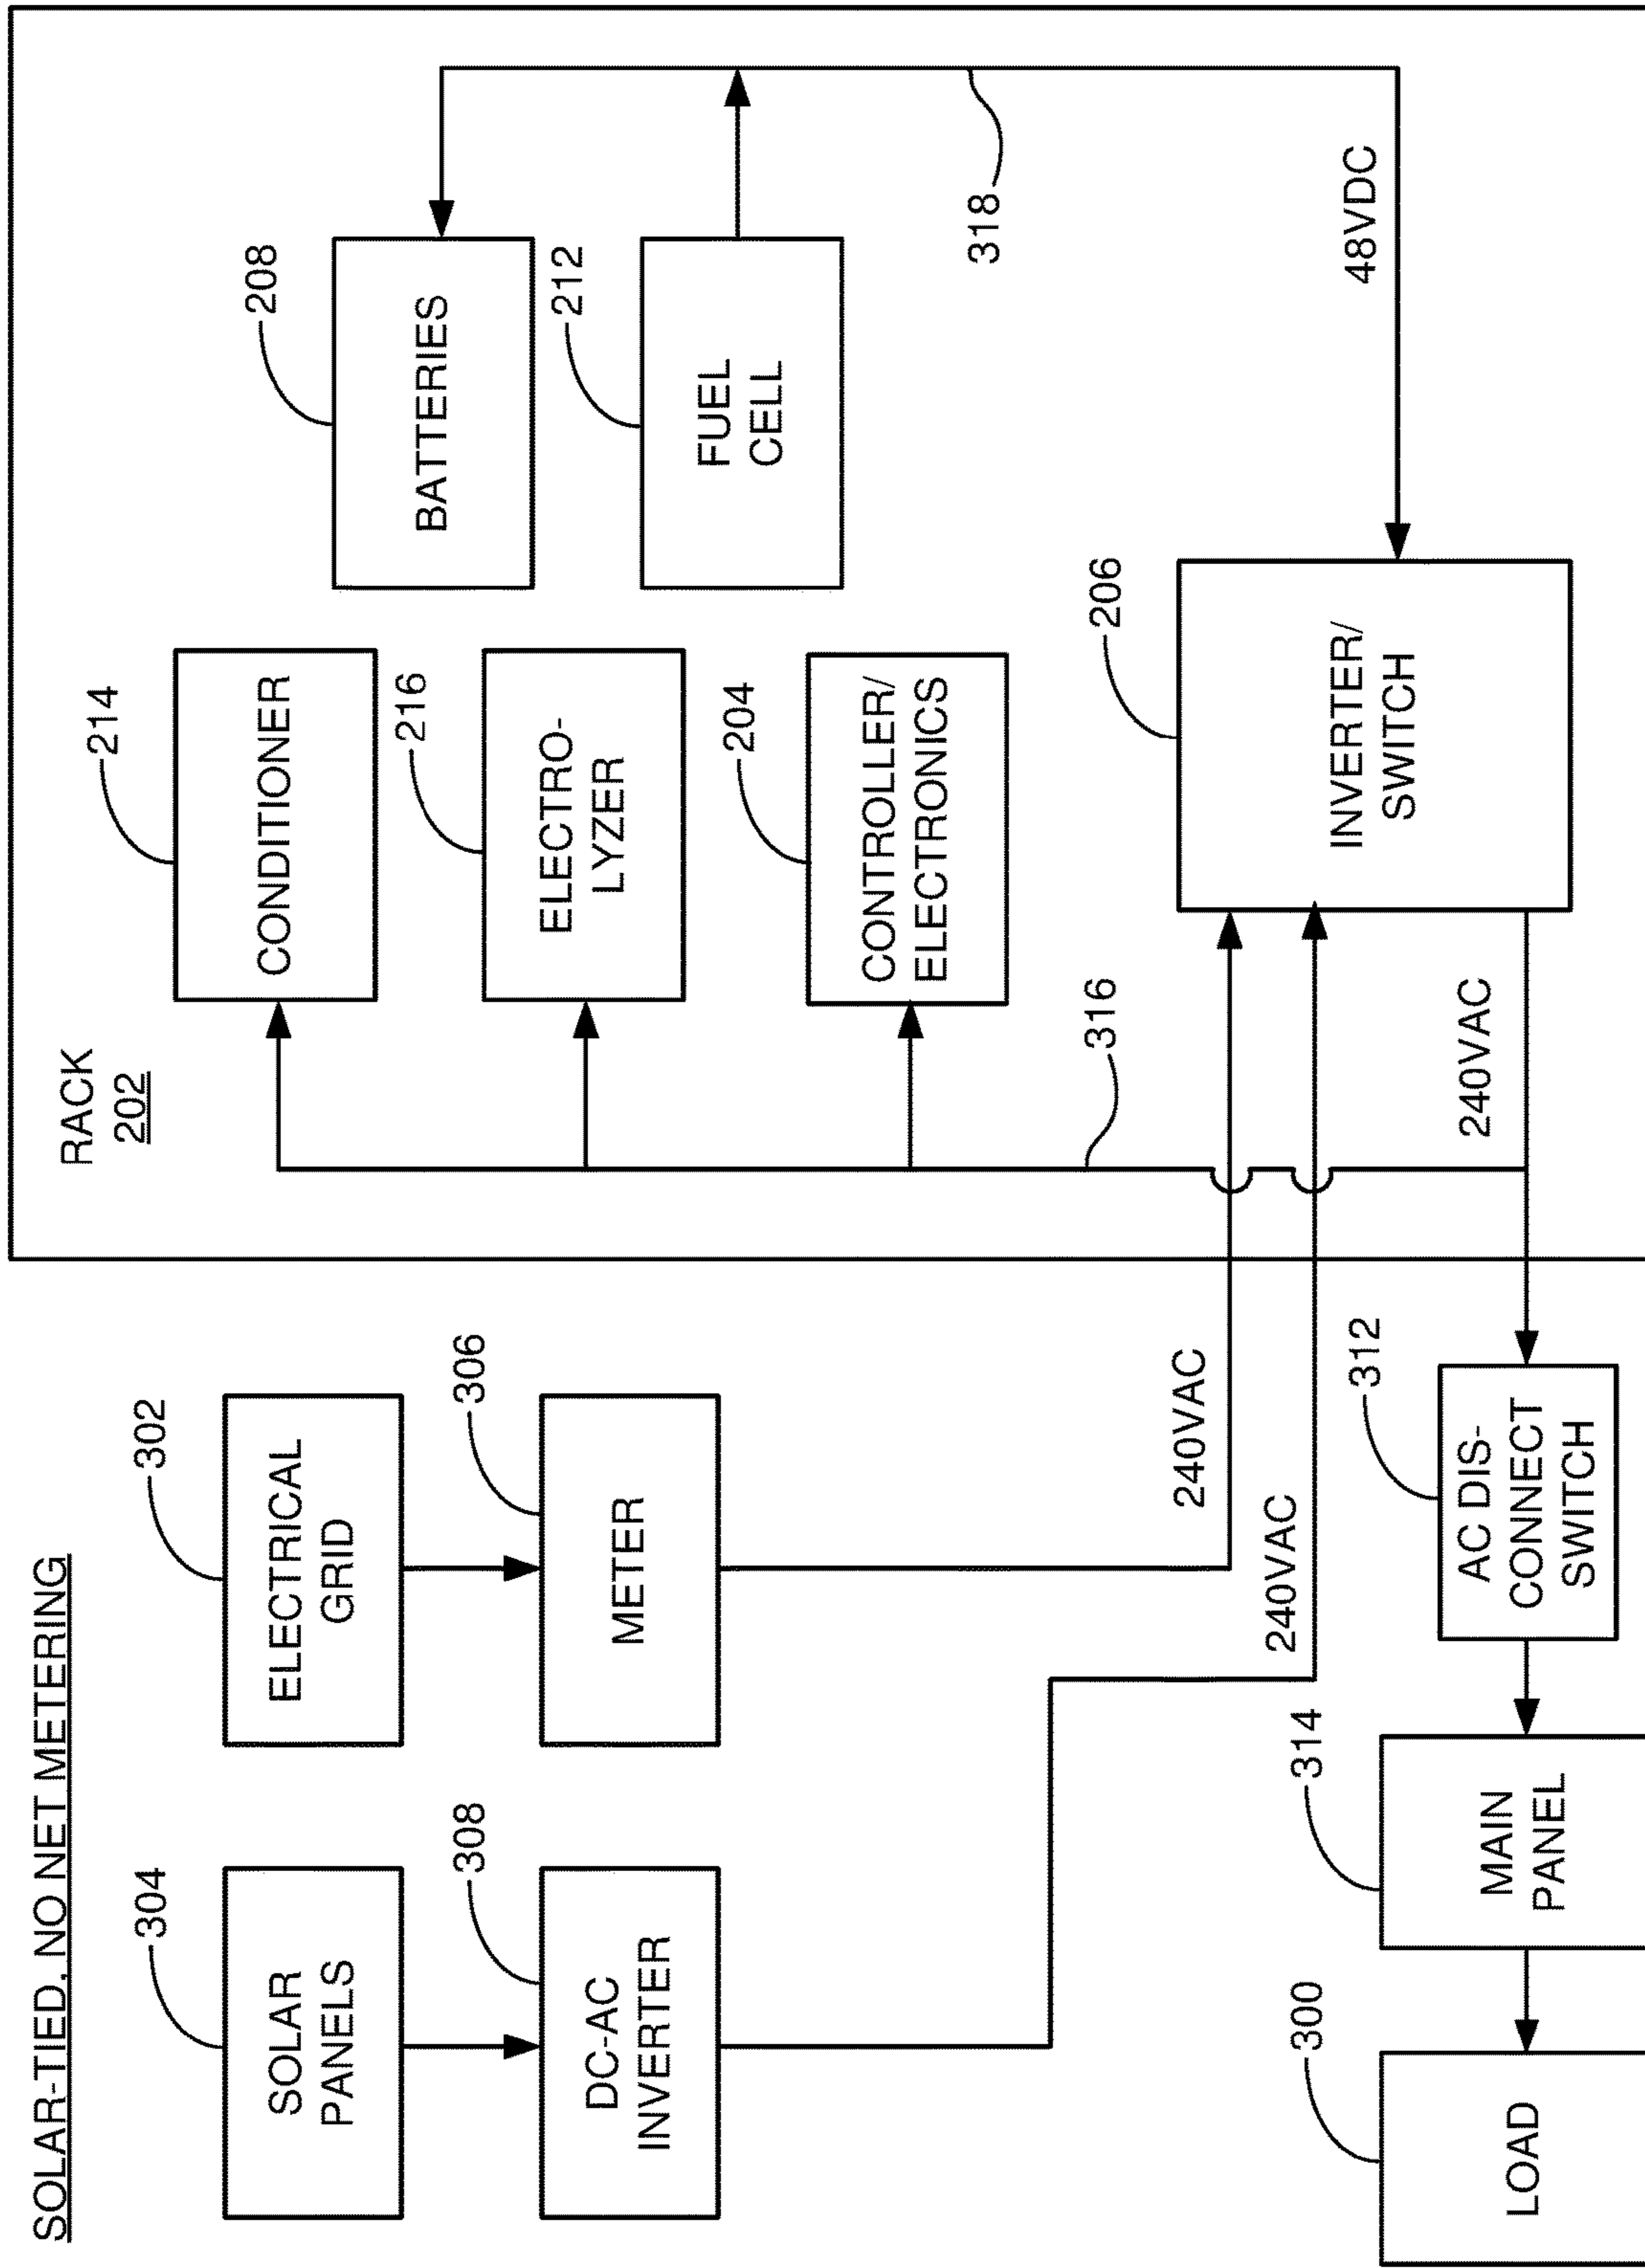 SOLAR-TIED, NO NET METERING
304
SOLAR
PANELS
308
DC-AC
INVERTER
302
ELECTRICAL
GRID
306
METER
240VAC
240VAC
300
LOAD
314
MAIN
PANEL
312
AC DIS-
CONNECT
SWITCH
RACK
202
214
CONDITIONER
216
ELECTRO-
LYZER
204
CONTROLLER/
ELECTRONICS
316
240VAC
206
INVERTER/
SWITCH
208
BATTERIES
212
FUEL
CELL
318
48VDC